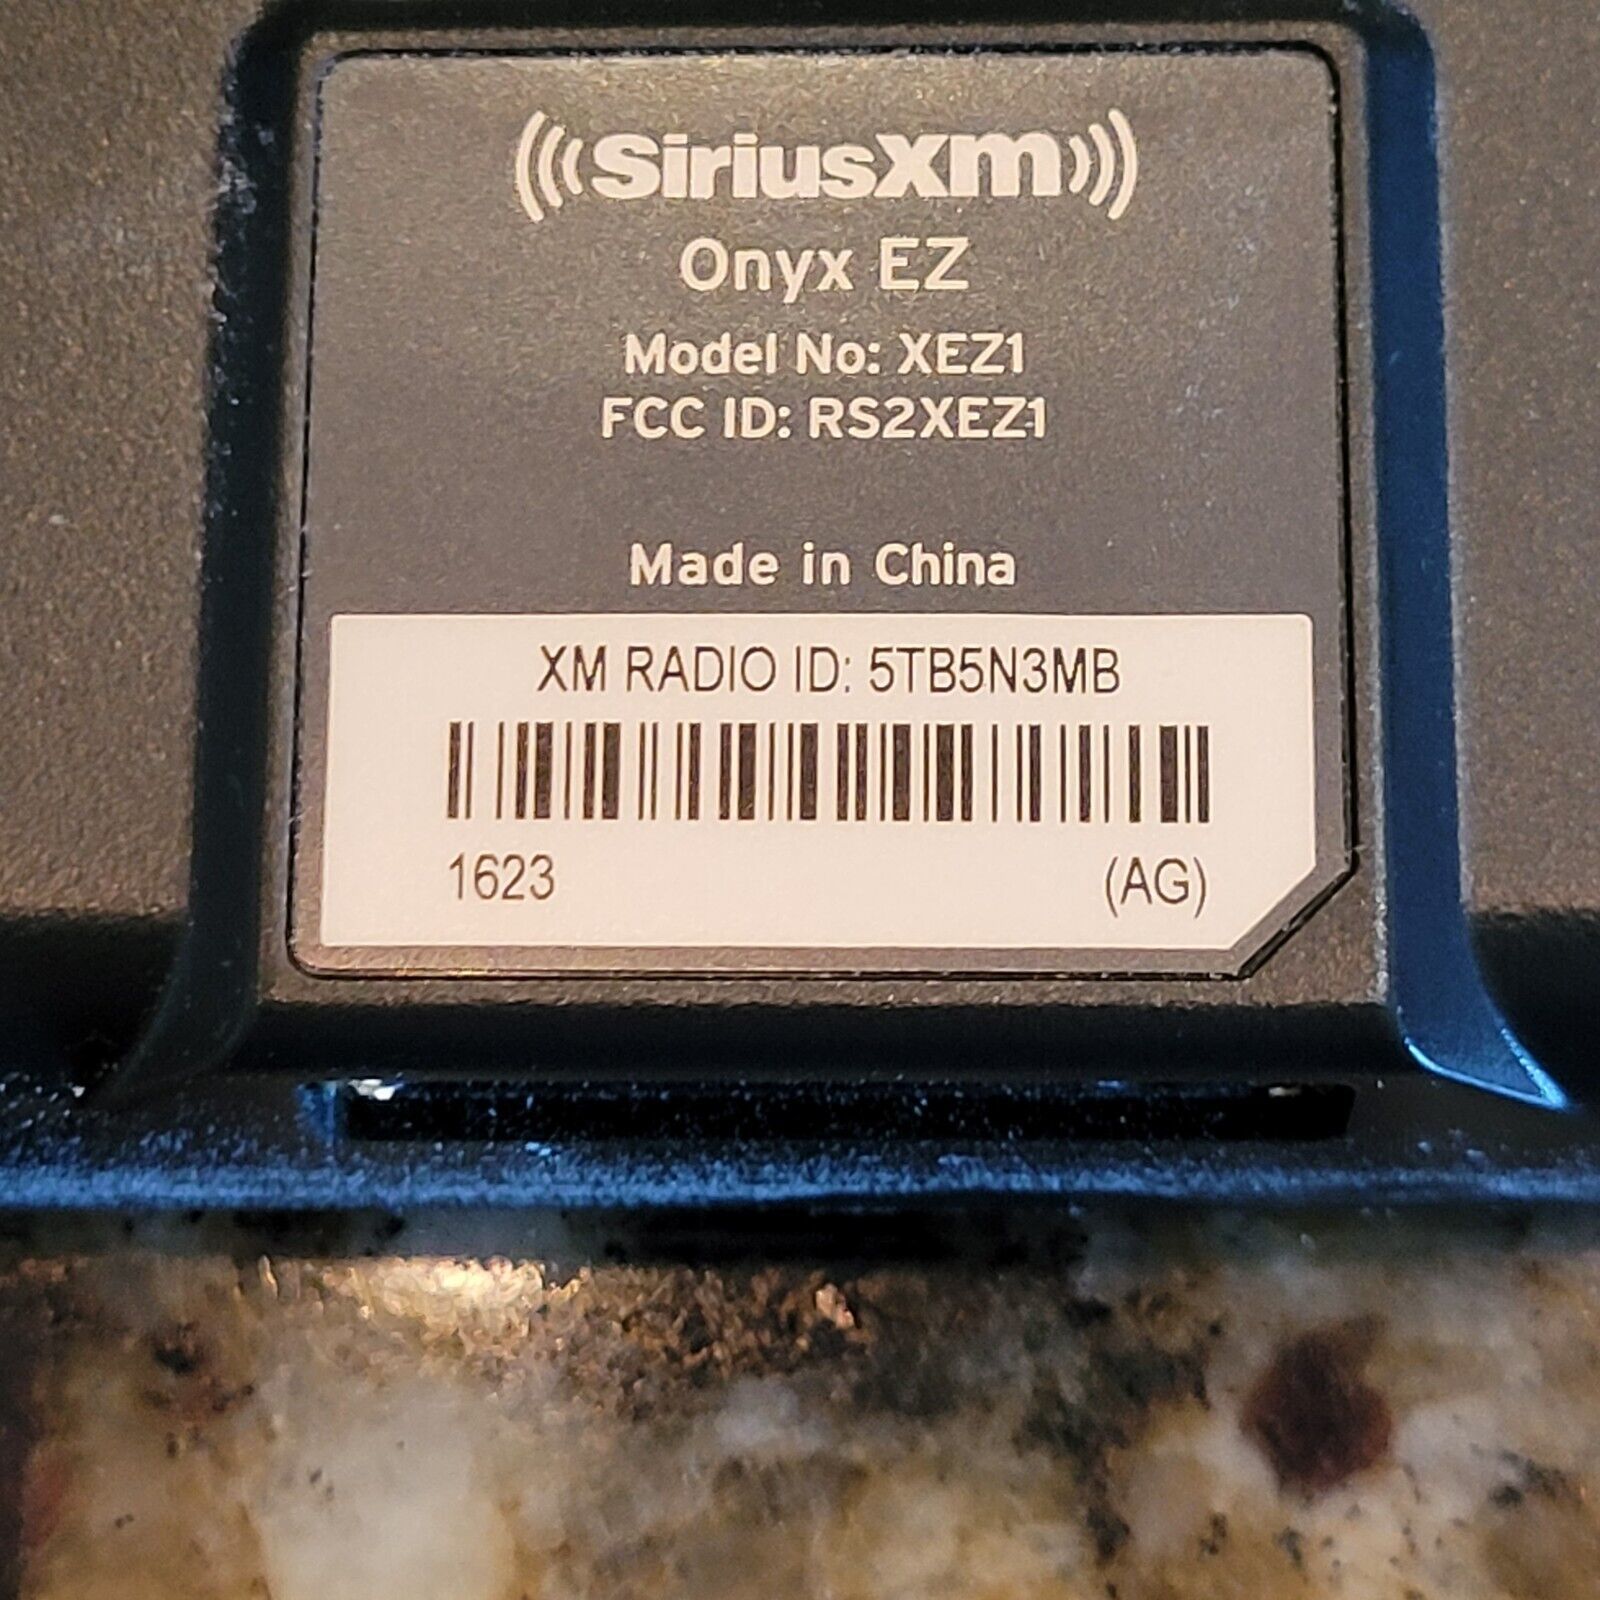 SiriusXM
Onyx EZ
Model No: XEZ1
FCC ID: RS2XEZ1
Made in China
XM RADIO ID: 5TB5N3MB
1623 (AG)